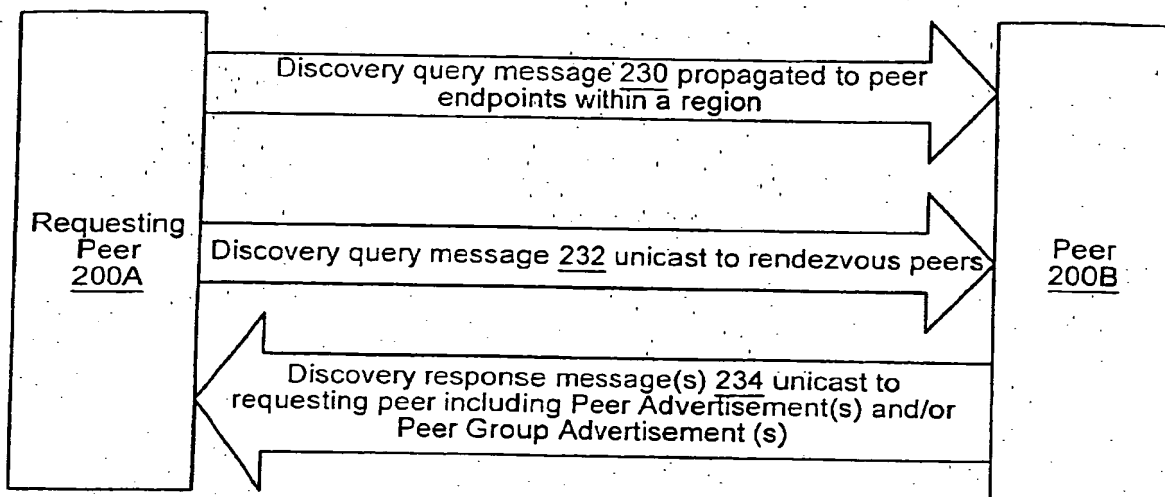 Discovery query message 230 propagated to peer
endpoints within a region
Requesting
Peer
200A
Discovery query message 232 unicast to rendezvous peers
Peer
200B
Discovery response message(s) 234 unicast to
requesting peer including Peer Advertisement(s) and/or
Peer Group Advertisement (s)